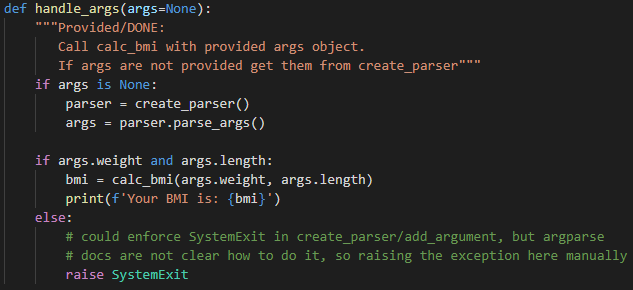 def handle_args(args=None):
    """Provided/DONE:
       Call calc_bmi with provided args object.
       If args are not provided get them from create_parser"""
    if args is None:
        parser = create_parser()
        args = parser.parse_args()

    if args.weight and args.length:
        bmi = calc_bmi(args.weight, args.length)
        print(f'Your BMI is: {bmi}')
    else:
        # could enforce SystemExit in create_parser/add_argument, but argparse
        # docs are not clear how to do it, so raising the exception here manually
        raise SystemExit